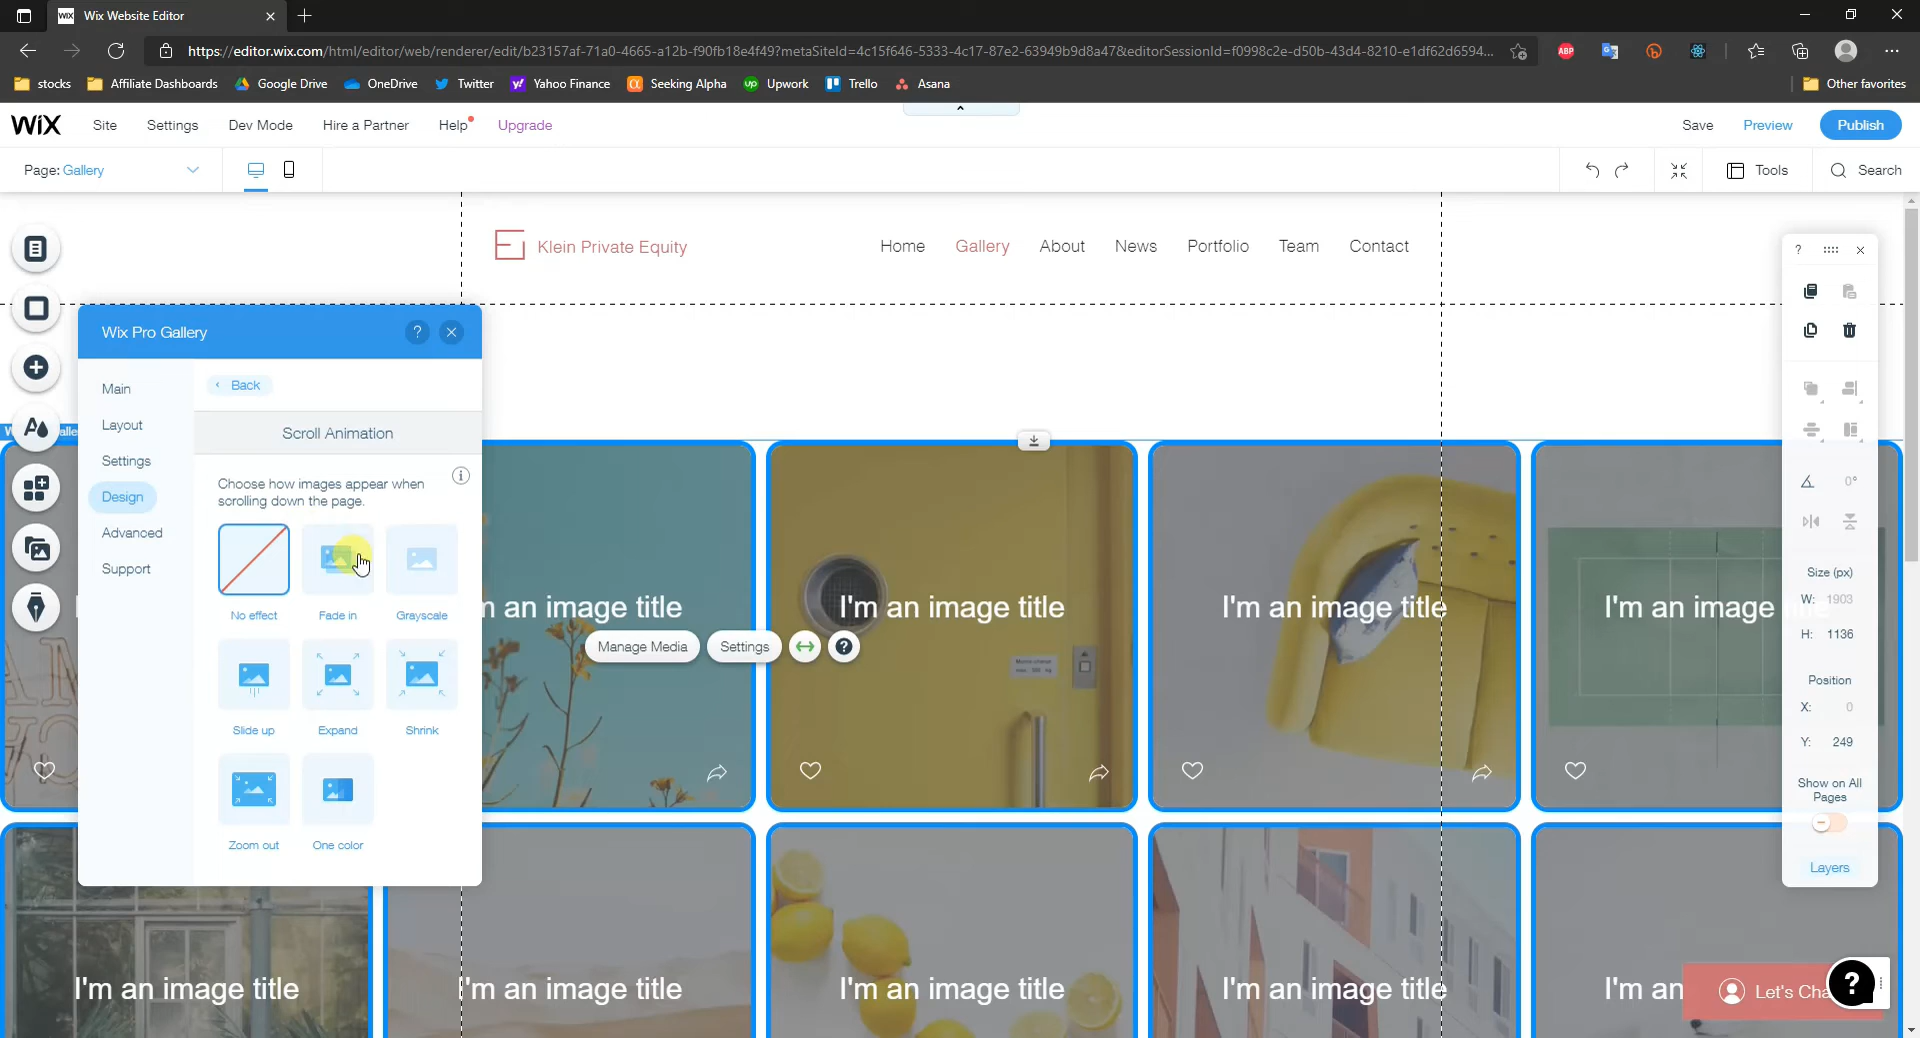 Wix Website Editor
https://editor.wix.com/html/editor/web/renderer/edit/b23157af-71a0-4665-a12b-f90fb18e4f49?metaSiteId=4c15f646-5333-4c17-87e2-63949b9d8a47&editorSessionId=f0998c2e-d50b-43d4-8210-e1df62d6594...
ABP
stocks Affiliate Dashboards Google Drive OneDrive Twitter Yahoo Finance Seeking Alpha Upwork Trello Asana Other favorites
WIX Site Settings Dev Mode Hire a Partner Help Upgrade Save Preview Publish
Page: Gallery Tools Search
Klein Private Equity Home Gallery About News Portfolio Team Contact
Wix Pro Gallery ?
Main
Layout
Settings
Design
Advanced
Support
‹ Back
Scroll Animation
Choose how images appear when
scrolling down the page.
No effect Fade in Grayscale
Slide up Expand Shrink
Zoom out One color
n an image title
I'm an image title
I'm an image title
I'm an image
Manage Media Settings ?
?
0°
Size (px)
W: 1903
H: 1136
Position
X: 0
Y: 249
Show on All
Pages
Layers
I'm an image title
I'm an image title
I'm an image title
I'm an image title
I'm an
Let's Cha
?